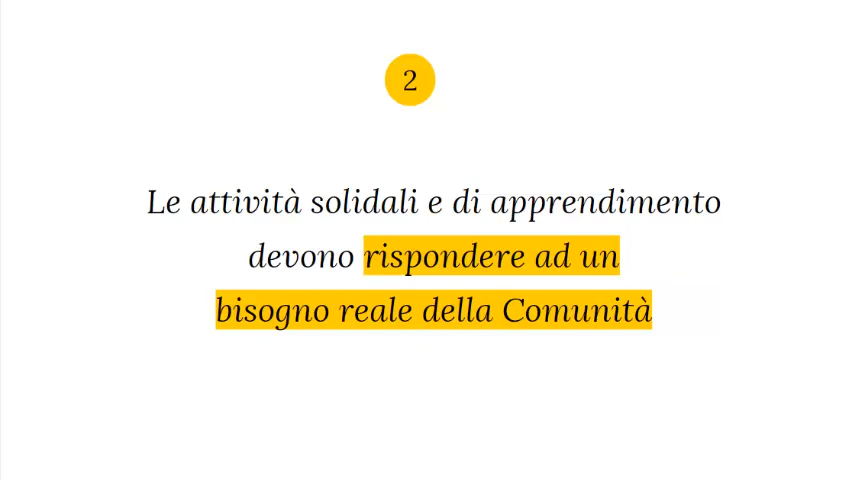 2
Le attività solidali e di apprendimento
devono rispondere ad un
bisogno reale della Comunità